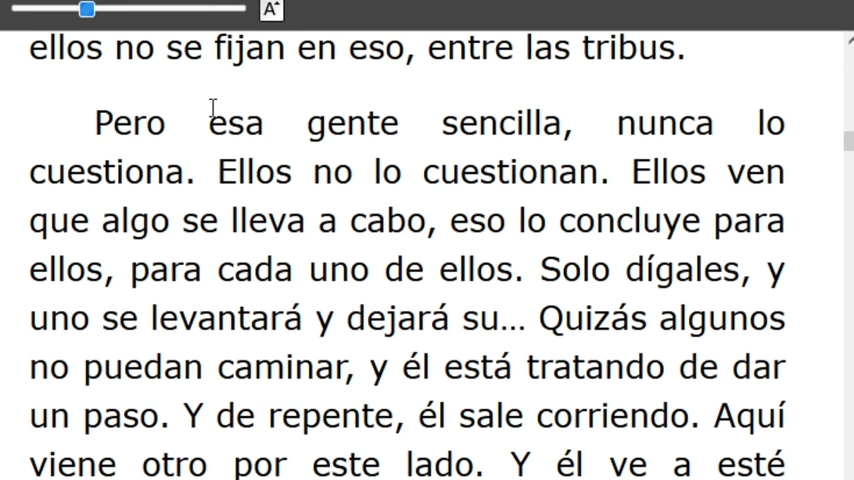 A
ellos no se fijan en eso, entre las tribus.
Pero esa gente sencilla, nunca lo
cuestiona. Ellos no lo cuestionan. Ellos ven
que algo se lleva a cabo, eso lo concluye para
ellos, para cada uno de ellos. Solo dígales, y
uno se levantará y dejará su... Quizás algunos
no puedan caminar, y él está tratando de dar
un paso. Y de repente, él sale corriendo. Aquí
viene otro por este lado. Y él ve a esté